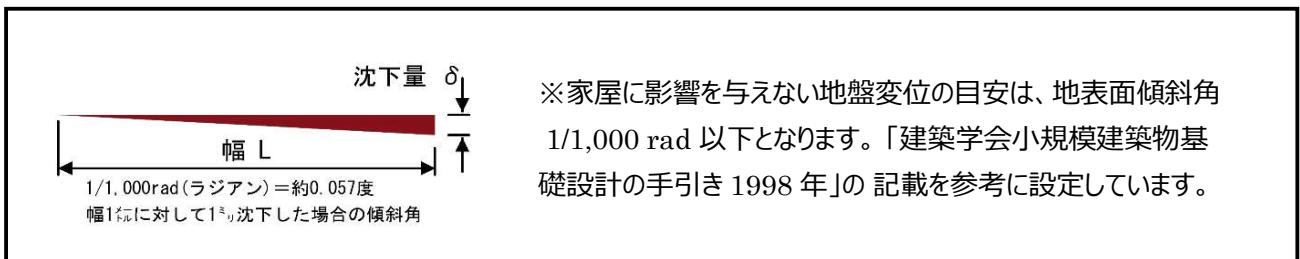 沈下量 δ
幅 L
1/1,000rad(ラジアン)=約0.057度
幅1㍍に対して1㍉沈下した場合の傾斜角
※家屋に影響を与えない地盤変位の目安は、地表面傾斜角
1/1,000 rad 以下となります。「建築学会小規模建築物基
礎設計の手引き 1998 年」の 記載を参考に設定しています。